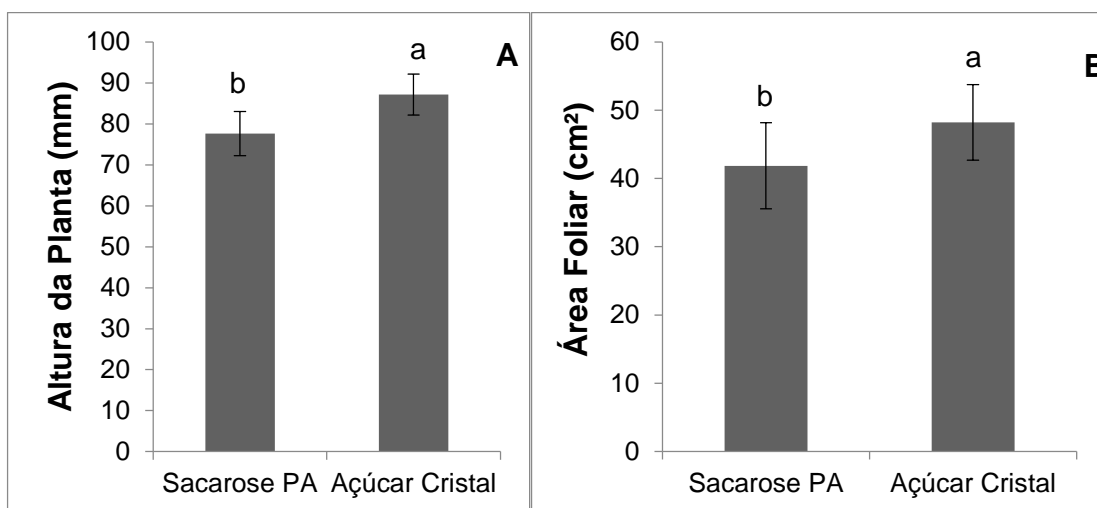 A
Altura da Planta (mm)
100
90
80
70
60
50
40
30
20
10
0
b
a
Sacarose PA
Açúcar Cristal
B
Área Foliar (cm²)
60
50
40
30
20
10
0
b
a
Sacarose PA
Açúcar Cristal